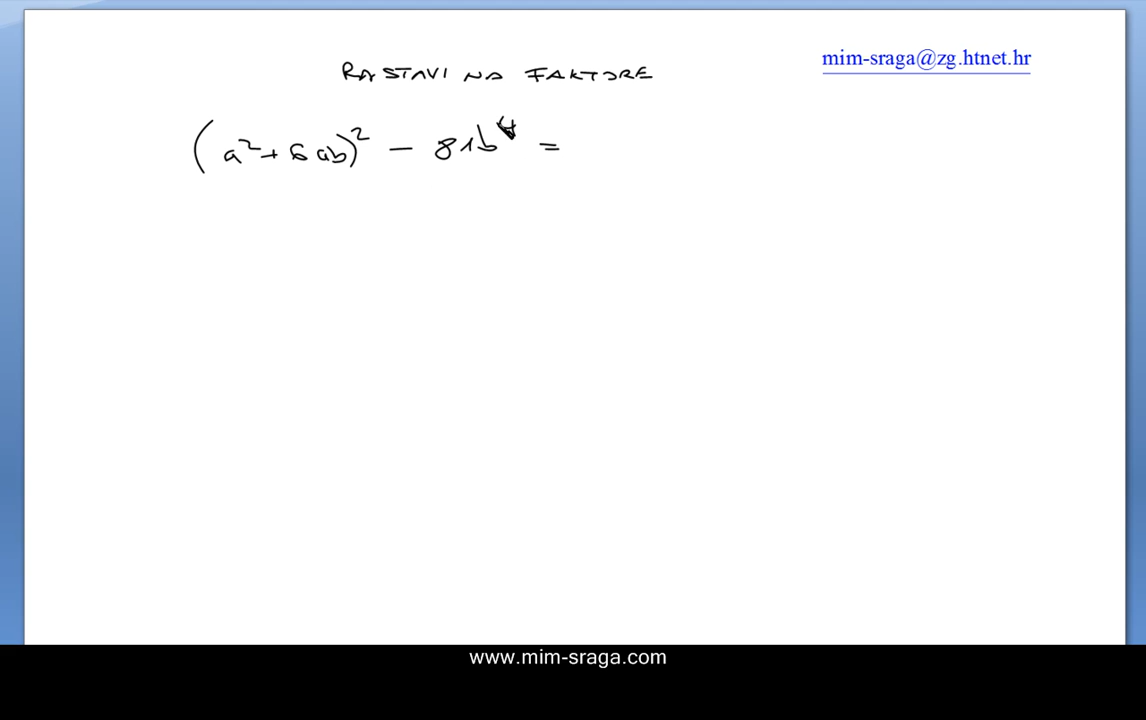 RASTAVI NA FAKTORE
mim-sraga@zg.htnet.hr
(a²+6ab)² - 81b⁴ =
www.mim-sraga.com